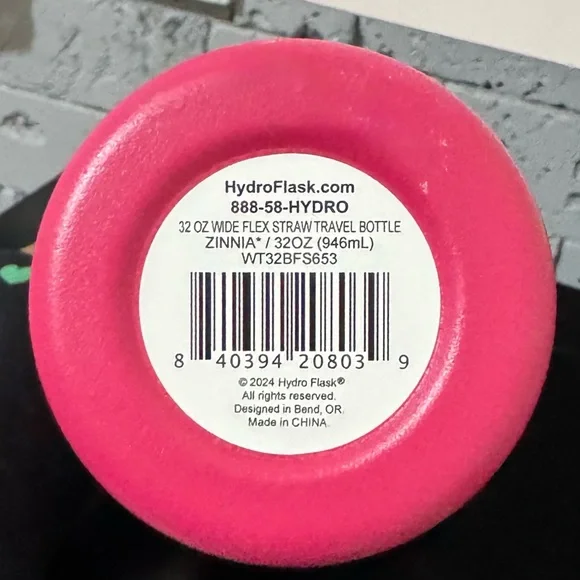 HydroFlask.com
888-58-HYDRO
32 OZ WIDE FLEX STRAW TRAVEL BOTTLE
ZINNIA* / 32OZ (946mL)
WT32BFS653
8 40394 20803 9
© 2024 Hydro Flask®
All rights reserved.
Designed in Bend, OR.
Made in CHINA.